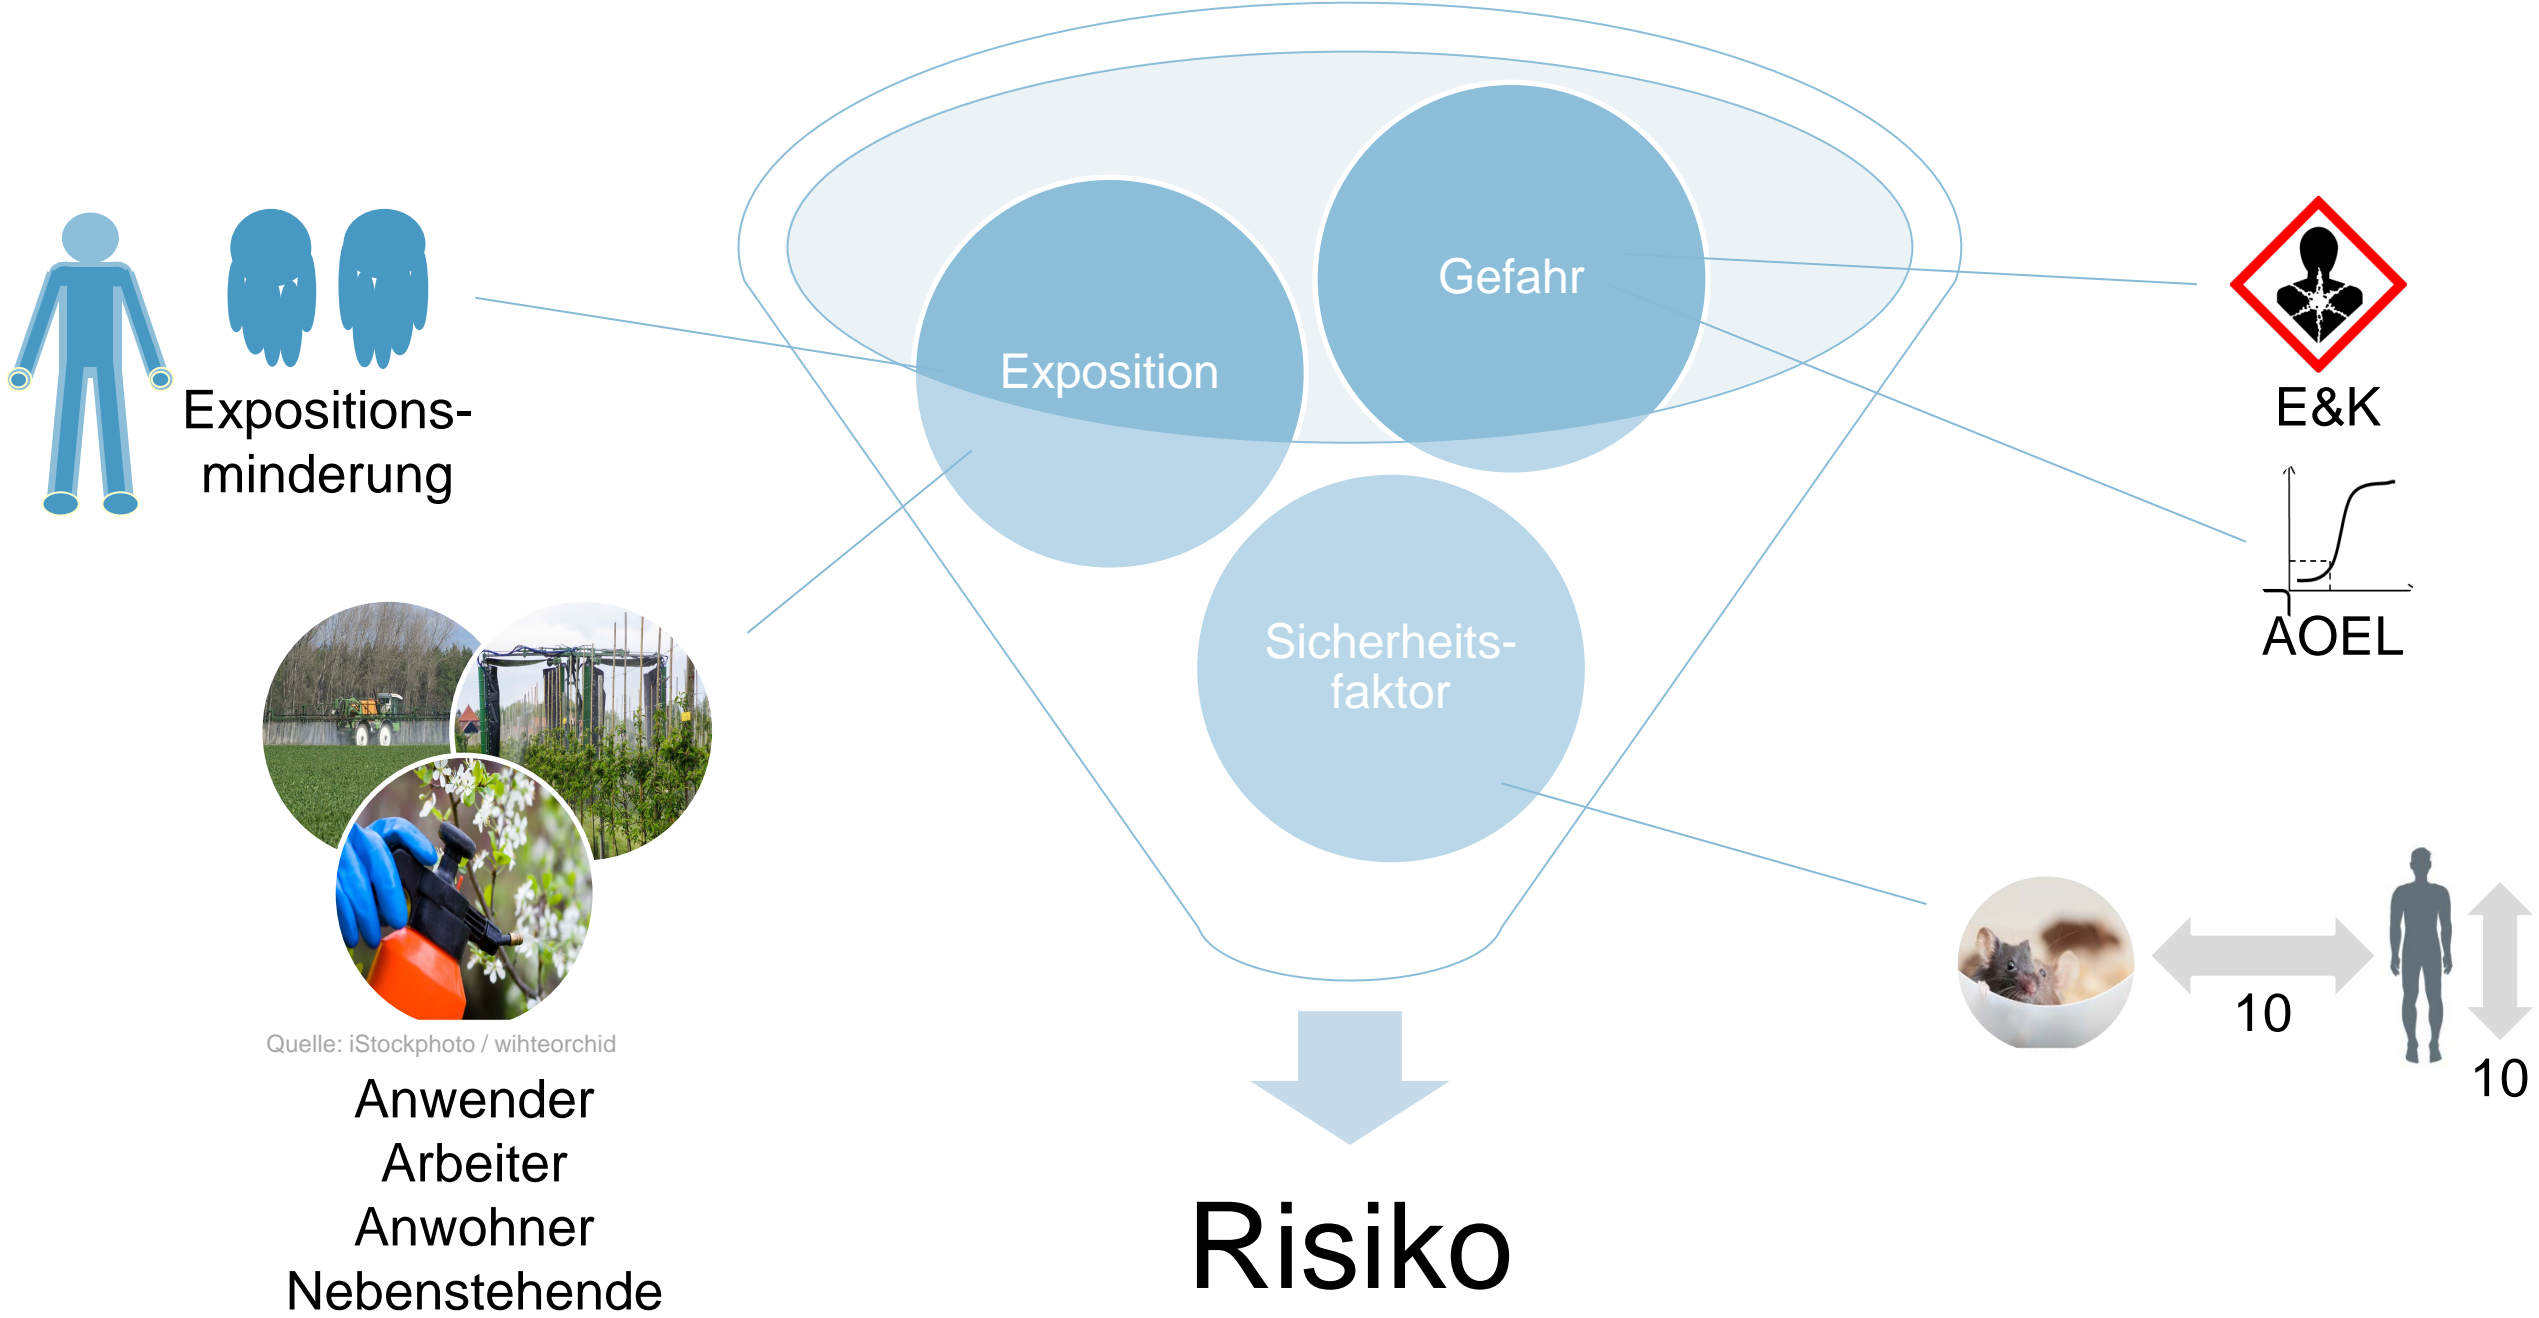 Gefahr
Exposition
Sicherheits-
faktor
Expositions-
minderung
E&K
AOEL
10
10
Quelle: iStockphoto / wihteorchid
Anwender
Arbeiter
Anwohner
Nebenstehende
Risiko